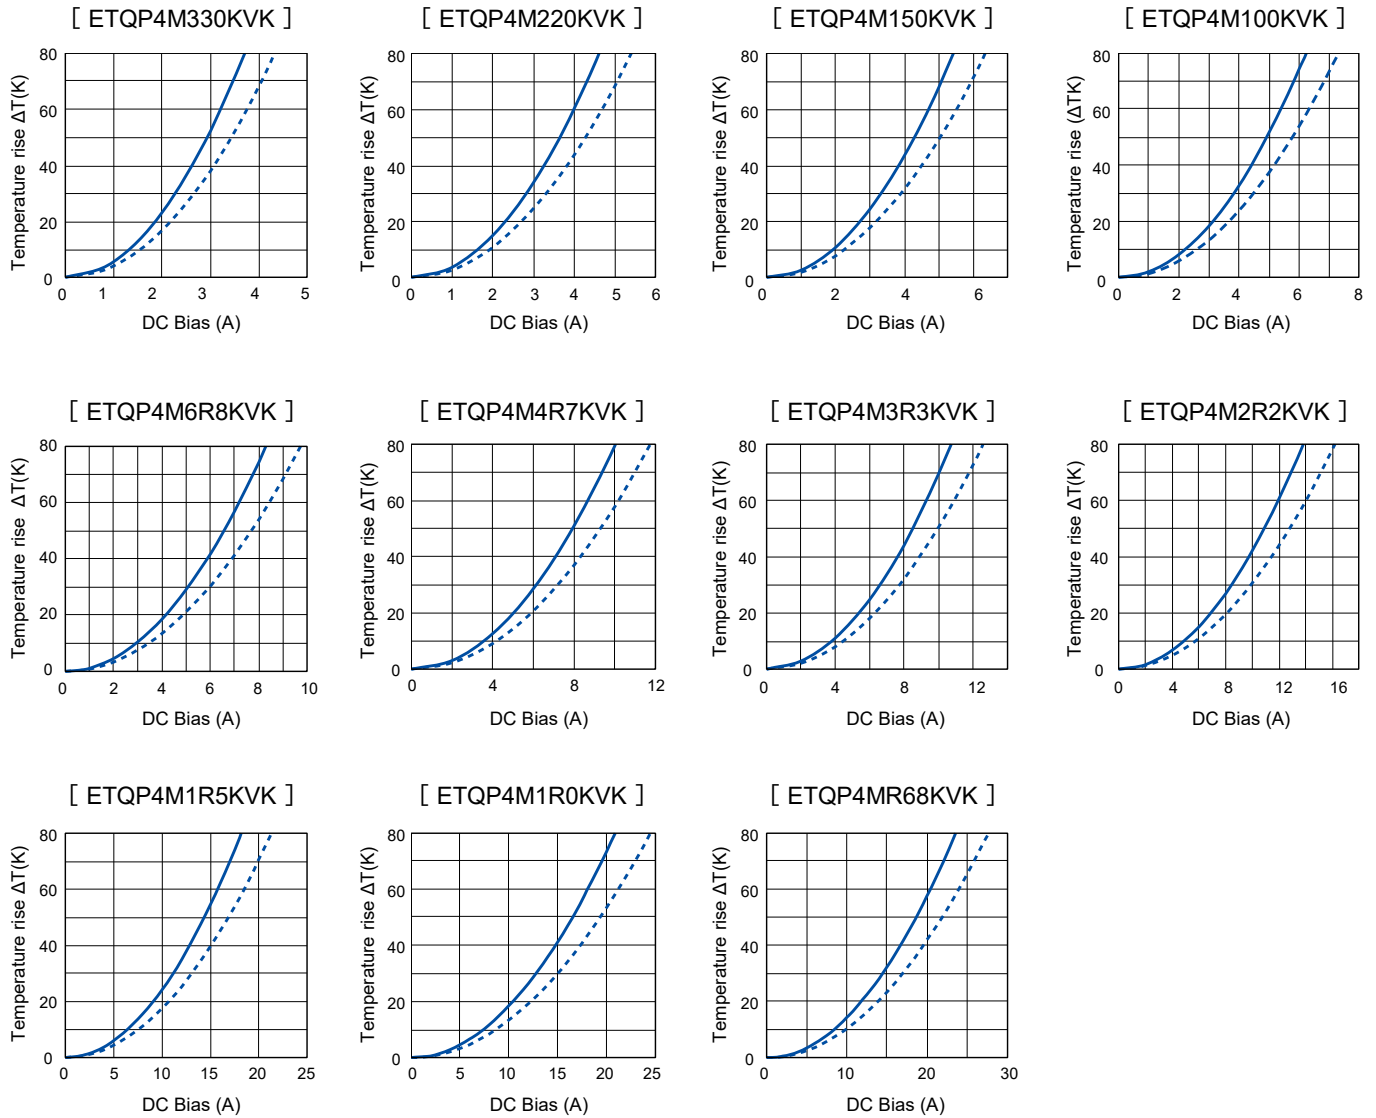 [ ETQP4M330KVK ]
80
60
40
20
0
Temperature rise ΔT(K)
0 1 2 3 4 5
DC Bias (A)
[ ETQP4M220KVK ]
80
60
40
20
0
Temperature rise ΔT(K)
0 1 2 3 4 5 6
DC Bias (A)
[ ETQP4M150KVK ]
80
60
40
20
0
Temperature rise ΔT(K)
0 2 4 6
DC Bias (A)
[ ETQP4M100KVK ]
80
60
40
20
0
Temperature rise (ΔTK)
0 2 4 6 8
DC Bias (A)
[ ETQP4M6R8KVK ]
80
60
40
20
0
Temperature rise ΔT(K)
0 2 4 6 8 10
DC Bias (A)
[ ETQP4M4R7KVK ]
80
60
40
20
0
Temperature rise ΔT(K)
0 4 8 12
DC Bias (A)
[ ETQP4M3R3KVK ]
80
60
40
20
0
Temperature rise ΔT(K)
0 4 8 12
DC Bias (A)
[ ETQP4M2R2KVK ]
80
60
40
20
0
Temperature rise ΔT(K)
0 4 8 12 16
DC Bias (A)
[ ETQP4M1R5KVK ]
80
60
40
20
0
Temperature rise ΔT(K)
0 5 10 15 20 25
DC Bias (A)
[ ETQP4M1R0KVK ]
80
60
40
20
0
Temperature rise ΔT(K)
0 5 10 15 20 25
DC Bias (A)
[ ETQP4MR68KVK ]
80
60
40
20
0
Temperature rise ΔT(K)
0 10 20 30
DC Bias (A)